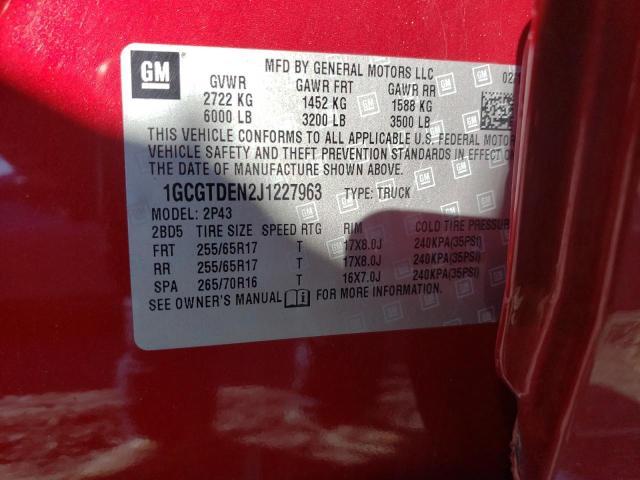 GM
MFD BY GENERAL MOTORS LLC 02
GVWR GAWR FRT GAWR RR
2722 KG 1452 KG 1588 KG
6000 LB 3200 LB 3500 LB
THIS VEHICLE CONFORMS TO ALL APPLICABLE U.S. FEDERAL MOTOR
VEHICLE SAFETY AND THEFT PREVENTION STANDARDS IN EFFECT ON
THE DATE OF MANUFACTURE SHOWN ABOVE.
1GCGTDEN2J1227963 TYPE: TRUCK
MODEL: 2P43
2BD5 TIRE SIZE SPEED RTG RIM COLD TIRE PRESSURE
FRT 255/65R17 T 17X8.0J 240KPA(35PSI)
RR 255/65R17 T 17X8.0J 240KPA(35PSI)
SPA 265/70R16 T 16X7.0J 240KPA(35PSI)
SEE OWNER'S MANUAL FOR MORE INFORMATION.